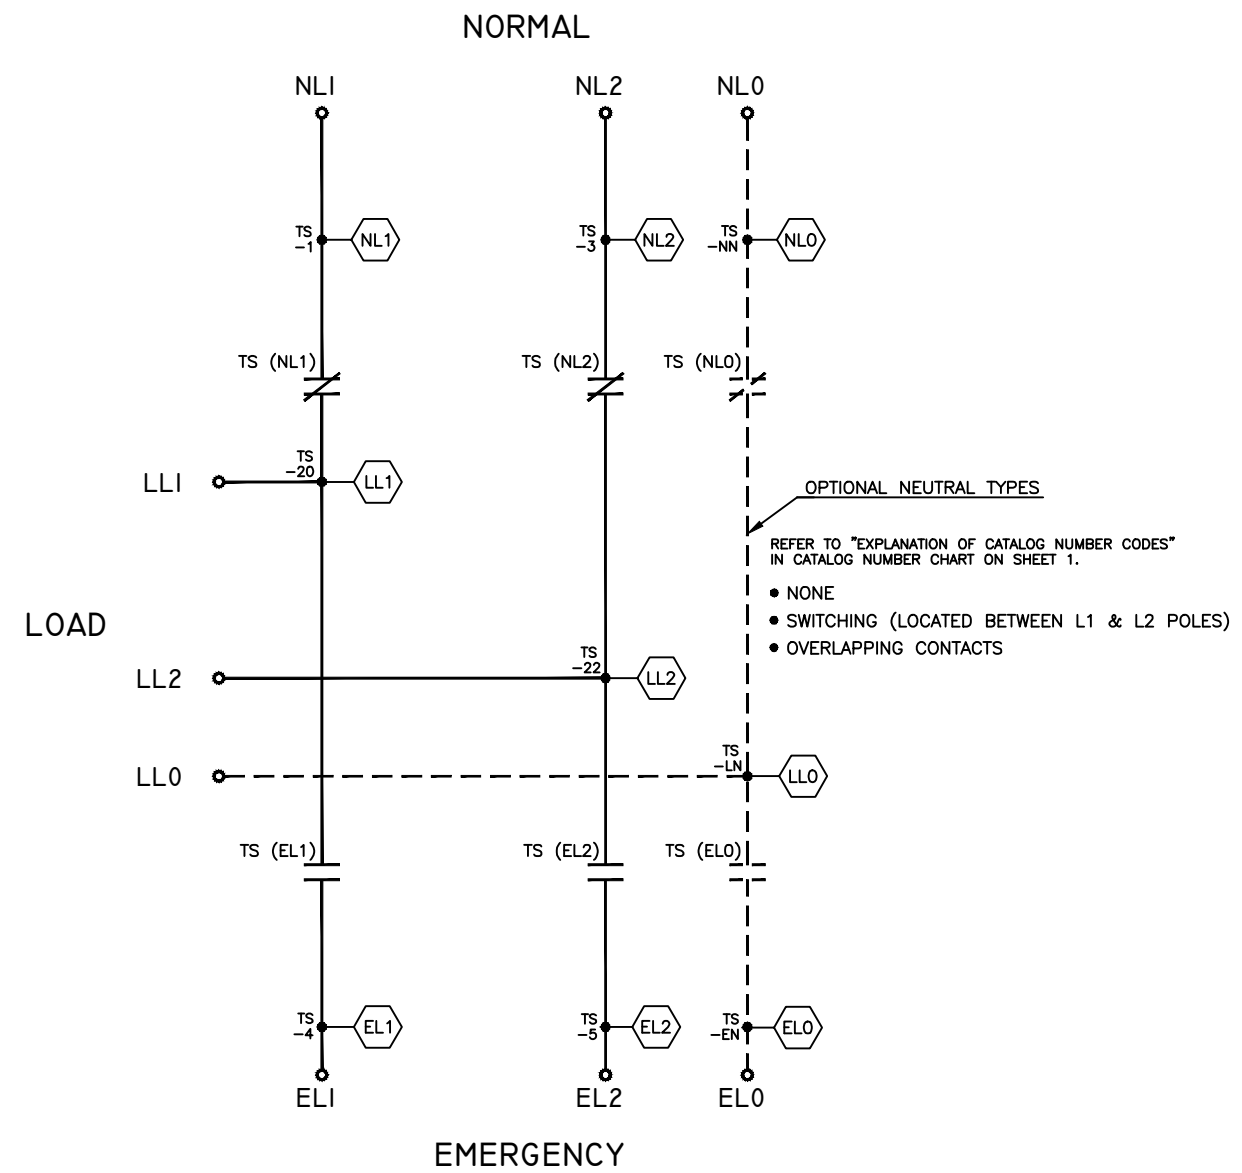 NORMAL
NL1 NL2 NL0
TS
-1
NL1
TS
-3
NL2
TS
-NN
NL0
TS (NL1) TS (NL2) TS (NL0)
TS
-20
LL1 LL1
OPTIONAL NEUTRAL TYPES
REFER TO "EXPLANATION OF CATALOG NUMBER CODES"
IN CATALOG NUMBER CHART ON SHEET 1.
• NONE
• SWITCHING (LOCATED BETWEEN L1 & L2 POLES)
• OVERLAPPING CONTACTS
LOAD
TS
-22
LL2 LL2
TS
-LN
LL0 LL0
TS (EL1) TS (EL2) TS (EL0)
TS
-4
EL1
TS
-5
EL2
TS
-EN
EL0
EL1 EL2 EL0
EMERGENCY